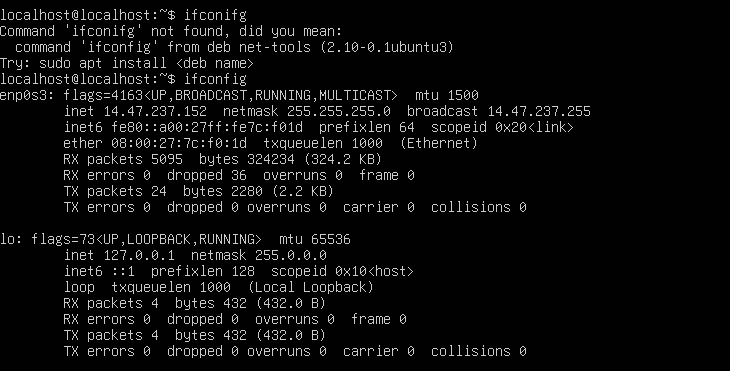 localhost@localhost:~$ ifconifg
Command 'ifconifg' not found, did you mean:
  command 'ifconfig' from deb net-tools (2.10-0.1ubuntu3)
Try: sudo apt install <deb name>
localhost@localhost:~$ ifconfig
enp0s3: flags=4163<UP,BROADCAST,RUNNING,MULTICAST>  mtu 1500
        inet 14.47.237.152  netmask 255.255.255.0  broadcast 14.47.237.255
        inet6 fe80::a00:27ff:fe7c:f01d  prefixlen 64  scopeid 0x20<link>
        ether 08:00:27:7c:f0:1d  txqueuelen 1000  (Ethernet)
        RX packets 5095  bytes 324234 (324.2 KB)
        RX errors 0  dropped 36  overruns 0  frame 0
        TX packets 24  bytes 2280 (2.2 KB)
        TX errors 0  dropped 0 overruns 0  carrier 0  collisions 0

lo: flags=73<UP,LOOPBACK,RUNNING>  mtu 65536
        inet 127.0.0.1  netmask 255.0.0.0
        inet6 ::1  prefixlen 128  scopeid 0x10<host>
        loop  txqueuelen 1000  (Local Loopback)
        RX packets 4  bytes 432 (432.0 B)
        RX errors 0  dropped 0  overruns 0  frame 0
        TX packets 4  bytes 432 (432.0 B)
        TX errors 0  dropped 0 overruns 0  carrier 0  collisions 0